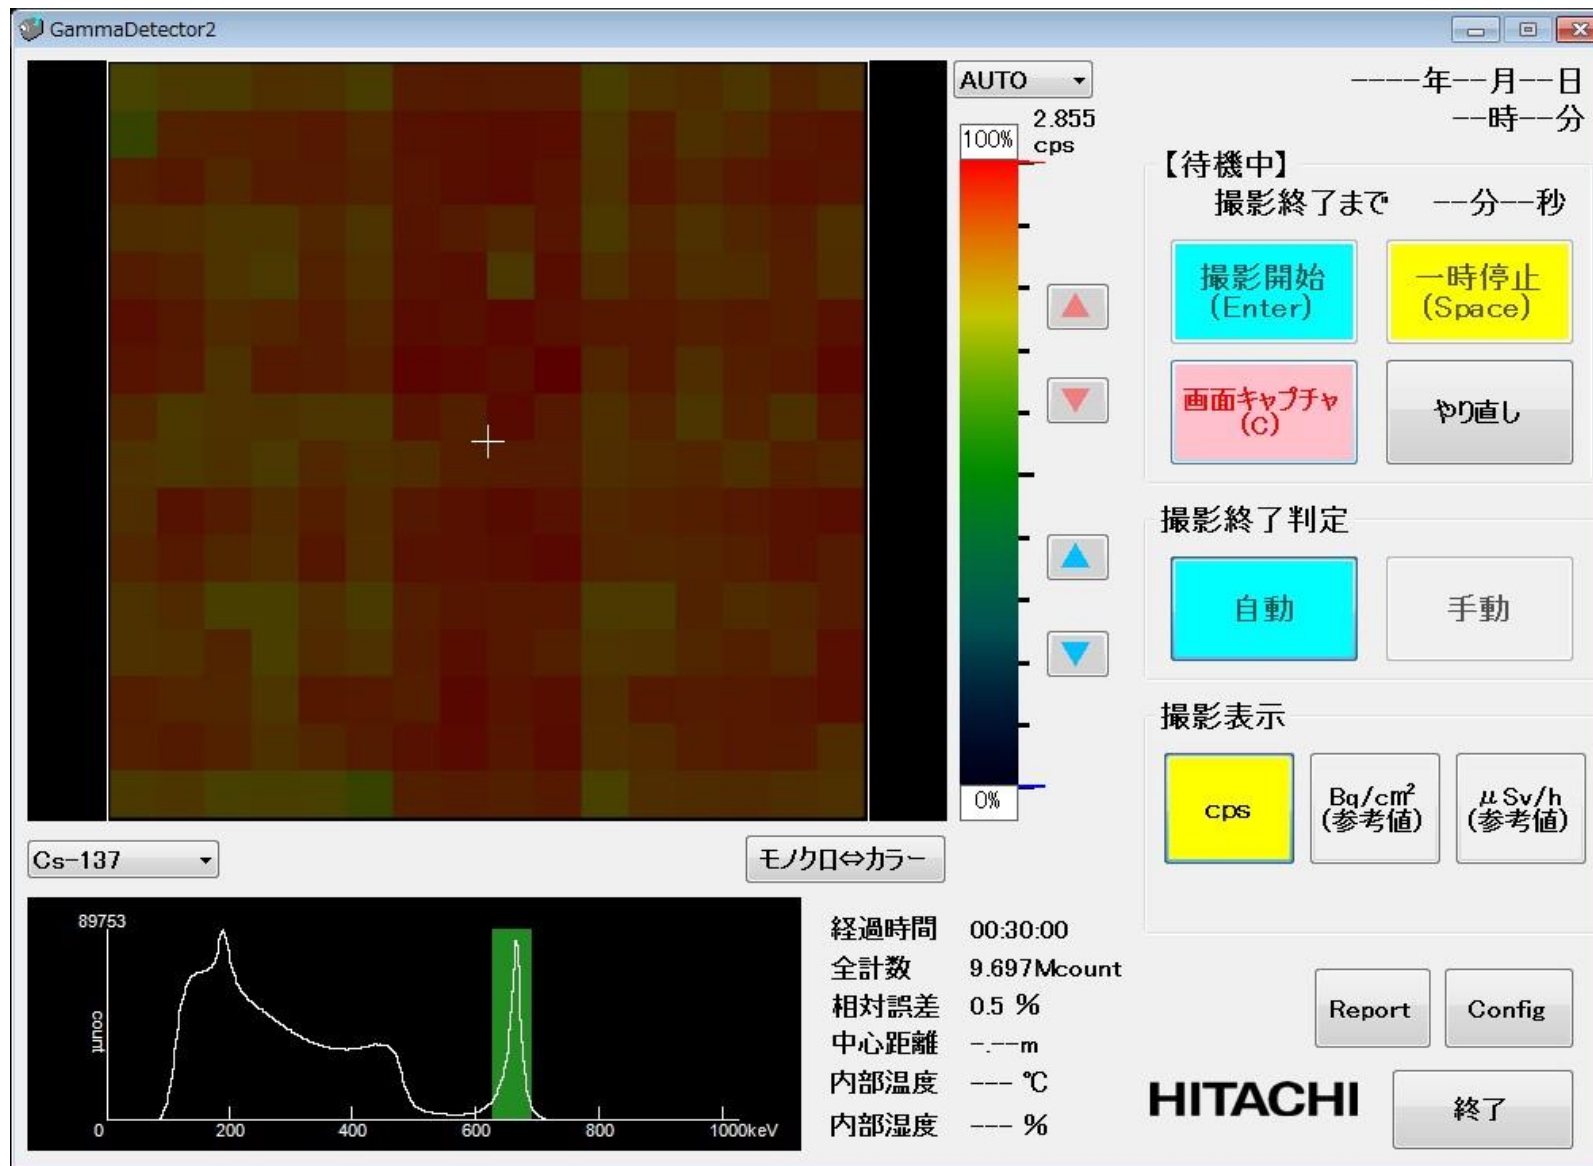 GammaDetector2
AUTO
2.855
cps
100%
0%
----年--月--日
--時--分
【待機中】
撮影終了まで --分--秒
撮影開始
(Enter)
一時停止
(Space)
画面キャプチャ
(C)
やり直し
撮影終了判定
自動
手動
撮影表示
cps
Bq/c㎡
(参考値)
μSv/h
(参考値)
Cs-137
モノクロ⇔カラー
89753
count
0 200 400 600 800 1000keV
経過時間 00:30:00
全計数 9.697Mcount
相対誤差 0.5 %
中心距離 -.--m
内部温度 --- ℃
内部湿度 --- %
Report
Config
HITACHI
終了